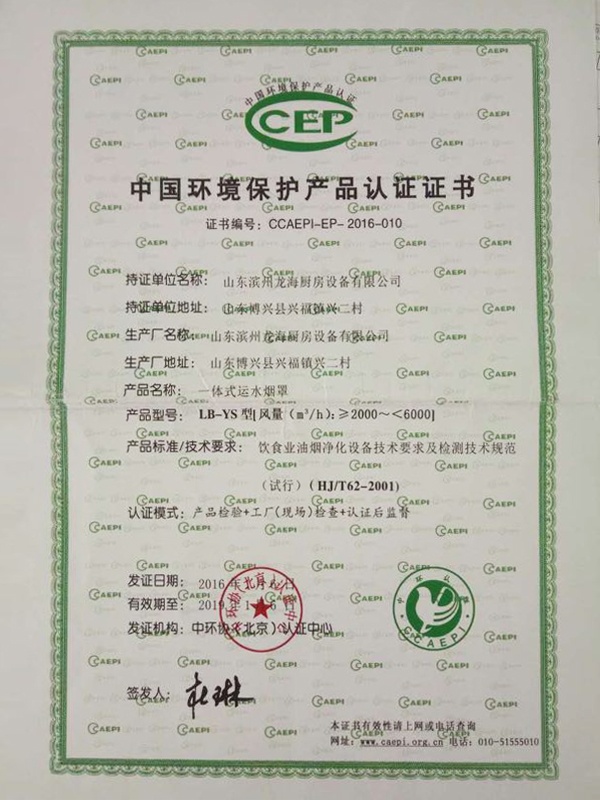 中国环境保护产品认证
CEP
中国环境保护产品认证证书
证书编号：CCAEPI-EP-2016-010
持证单位名称：山东滨州龙海厨房设备有限公司
持证单位地址：山东博兴县兴福镇兴二村
生产厂名称：山东滨州龙海厨房设备有限公司
生产厂地址：山东博兴县兴福镇兴二村
产品名称：一体式运水烟罩
产品型号：LB-YS 型[风量（m³/h）：≥2000～<6000]
产品标准/技术要求：饮食业油烟净化设备技术要求及检测技术规范
（试行）（HJ/T62-2001）
认证模式：产品检验+工厂(现场)检查+认证后监督
发证日期：2016 年
有效期至：2019 年
发证机构：中环协（北京）认证中心
中环认证
CCAEPI
签发人：
本证书有效性请上网或电话查询
网址：www.caepi.org.cn 电话：010-51555010